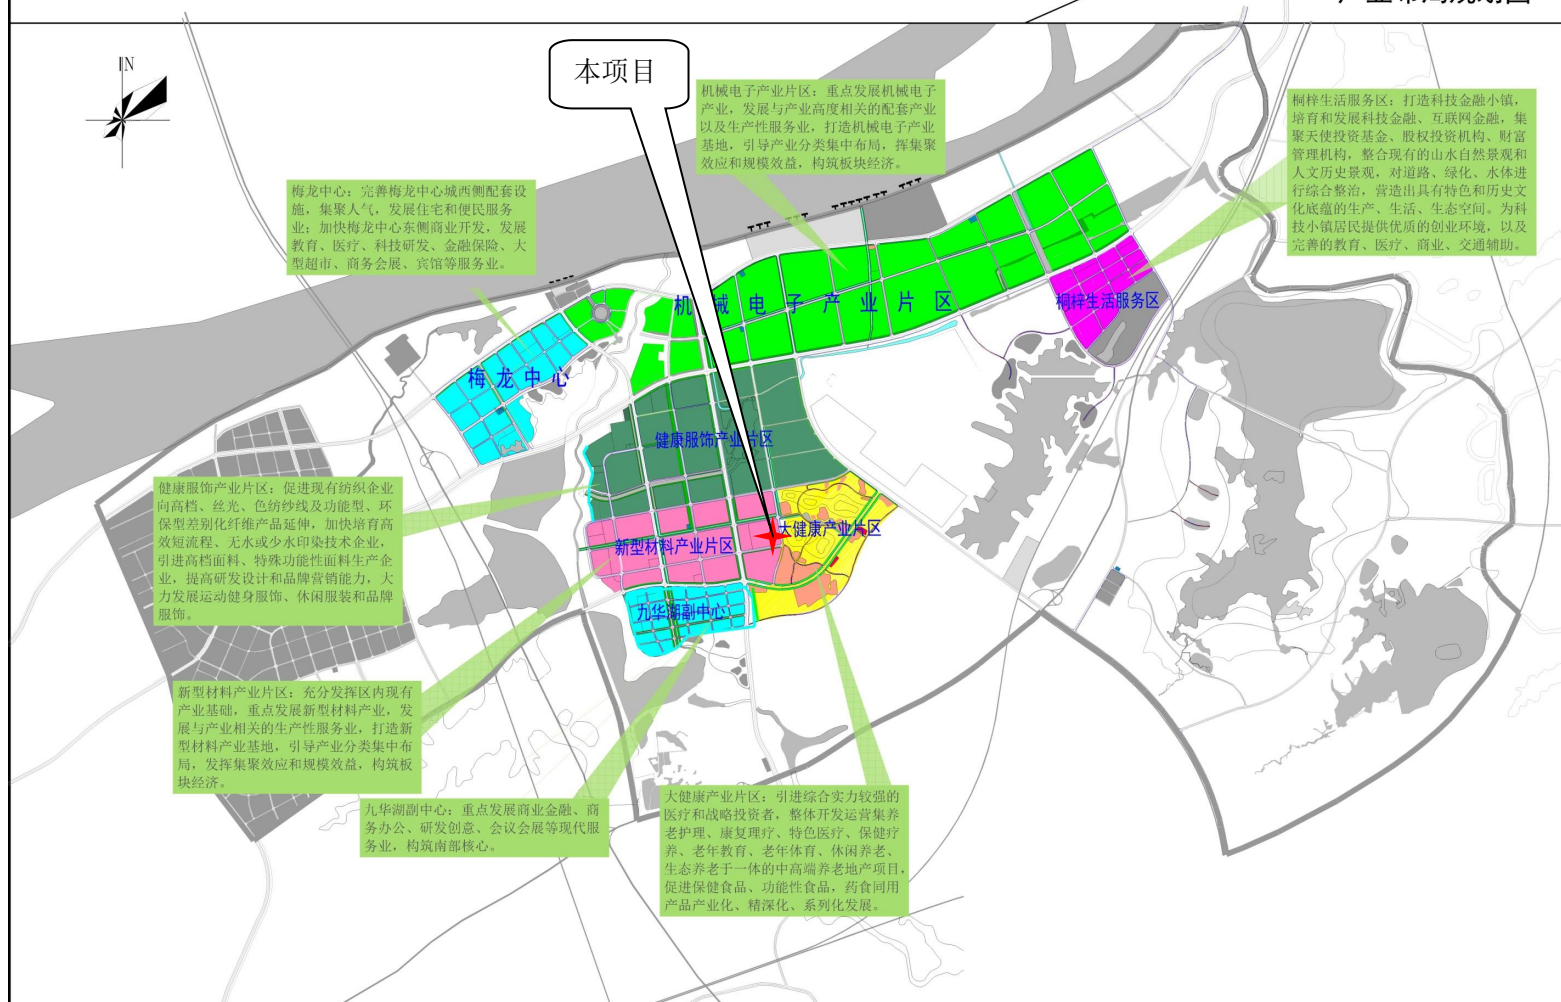 产业布局规划图
N
本项目
机械电子产业片区：重点发展机械电子
产业，发展与产业高度相关的配套产业
以及生产性服务业，打造机械电子产业
基地，引导产业分类集中布局，挥集聚
效应和规模效益，构筑板块经济。
桐梓生活服务区：打造科技金融小镇，
培育和发展科技金融、互联网金融，集
聚天使投资基金、股权投资机构、财富
管理机构，整合现有的山水自然景观和
人文历史景观，对道路、绿化、水体进
行综合整治，营造出具有特色和历史文
化底蕴的生产、生活、生态空间。为科
技小镇居民提供优质的创业环境，以及
完善的教育、医疗、商业、交通辅助。
梅龙中心：完善梅龙中心城西侧配套设
施，集聚人气，发展住宅和便民服务
业；加快梅龙中心东侧商业开发，发展
教育、医疗、科技研发、金融保险、大
型超市、商务会展、宾馆等服务业。
机械电子产业片区
桐梓生活服务区
梅龙中心
健康服饰产业片区
健康服饰产业片区：促进现有纺织企业
向高档、丝光、色纺纱线及功能型、环
保型差别化纤维产品延伸，加快培育高
效短流程、无水或少水印染技术企业，
引进高档面料、特殊功能性面料生产企
业，提高研发设计和品牌营销能力，大
力发展运动健身服饰、休闲服装和品牌
服饰。
大健康产业片区
新型材料产业片区
九华湖副中心
新型材料产业片区：充分发挥区内现有
产业基础，重点发展新型材料产业，发
展与产业相关的生产性服务业，打造新
型材料产业基地，引导产业分类集中布
局，发挥集聚效应和规模效益，构筑板
块经济。
九华湖副中心：重点发展商业金融、商
务办公、研发创意、会议会展等现代服
务业，构筑南部核心。
大健康产业片区：引进综合实力较强的
医疗和战略投资者，整体开发运营集养
老护理、康复理疗、特色医疗、保健疗
养、老年教育、老年体育、休闲养老、
生态养老于一体的中高端养老地产项目，
促进保健食品、功能性食品，药食同用
产品产业化、精深化、系列化发展。